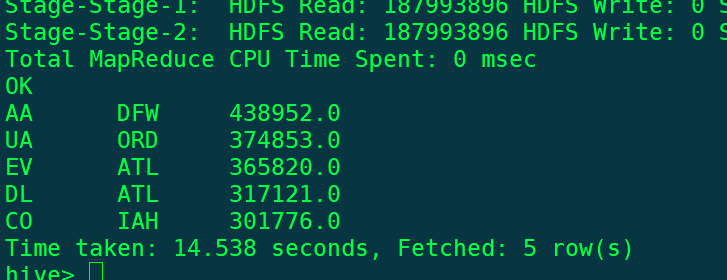 Stage-Stage-1:  HDFS Read: 187993896 HDFS Write: 0 S
Stage-Stage-2:  HDFS Read: 187993896 HDFS Write: 0 S
Total MapReduce CPU Time Spent: 0 msec
OK
AA      DFW     438952.0
UA      ORD     374853.0
EV      ATL     365820.0
DL      ATL     317121.0
CO      IAH     301776.0
Time taken: 14.538 seconds, Fetched: 5 row(s)
hive>